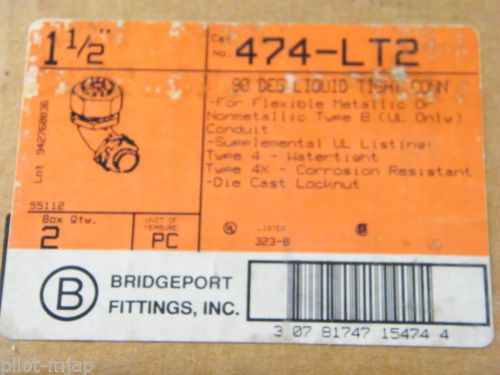 1 1/2"
Cat. No. 474-LT2
90 DEG LIQUID TIGHT CONN
-For Flexible Metallic Or
Nonmetallic Type B (UL Only)
Conduit
-Supplemental UL Listing:
Type 4 - Watertight
Type 4X - Corrosion Resistant
-Die Cast Locknut
Lot 942760036
55112
Box Qty.
2
UNIT OF MEASURE
PC
UL LISTED
323-8
B BRIDGEPORT
FITTINGS, INC.
3 07 81747 15474 4
pilot-mjap